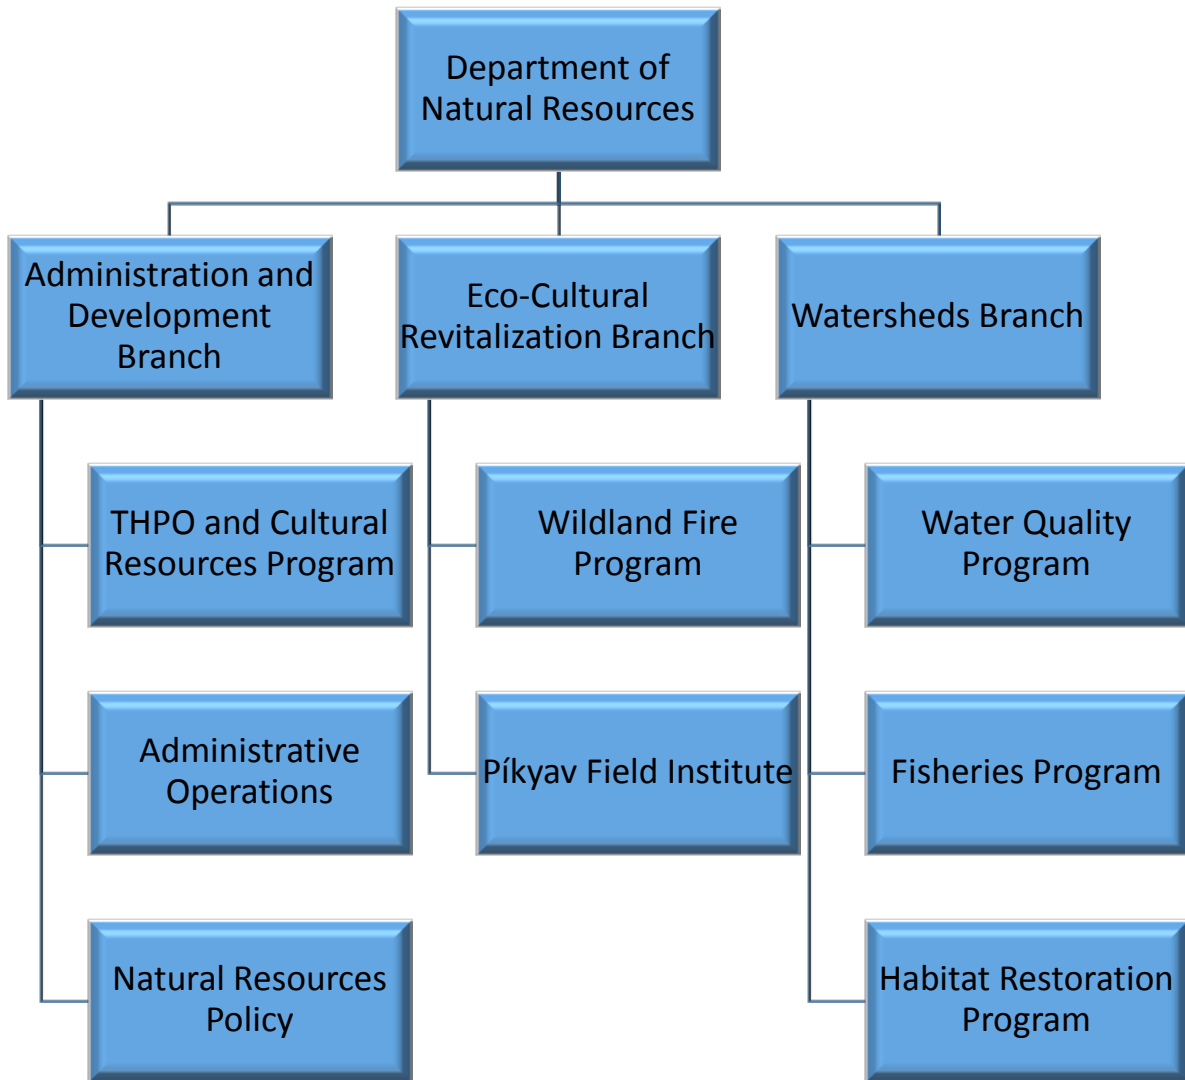 Department of
Natural Resources
Administration and
Development
Branch
Eco-Cultural
Revitalization Branch
Watersheds Branch
THPO and Cultural
Resources Program
Wildland Fire
Program
Water Quality
Program
Administrative
Operations
Píkyav Field Institute
Fisheries Program
Natural Resources
Policy
Habitat Restoration
Program